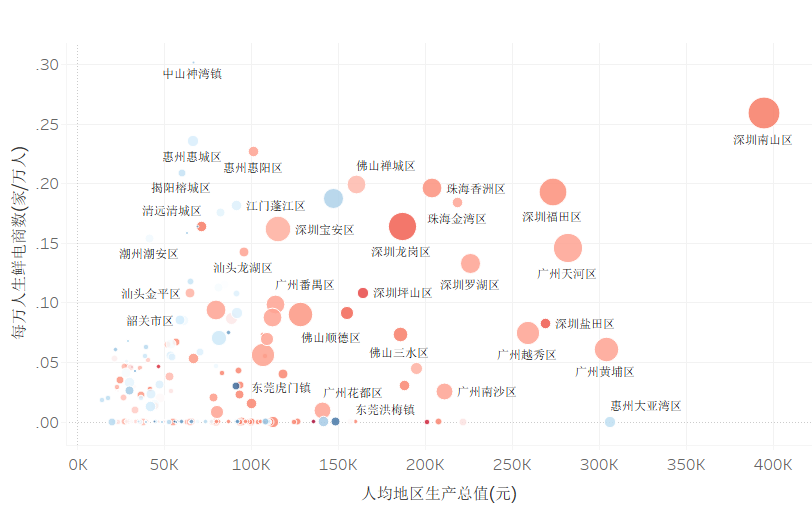 .30
中山神湾镇
.25
深圳南山区
惠州惠城区
惠州惠阳区
佛山禅城区
.20
揭阳榕城区
珠海香洲区
江门蓬江区
清远清城区
珠海金湾区
深圳福田区
深圳宝安区
.15
潮州潮安区
深圳龙岗区
汕头龙湖区
广州天河区
广州番禺区
深圳罗湖区
汕头金平区
深圳坪山区
.10
韶关市区
深圳盐田区
佛山顺德区
佛山三水区
广州越秀区
广州黄埔区
.05
东莞虎门镇
广州花都区
广州南沙区
东莞洪梅镇
惠州大亚湾区
.00
每万人生鲜电商数(家/万人)
0K 50K 100K 150K 200K 250K 300K 350K 400K
人均地区生产总值(元)